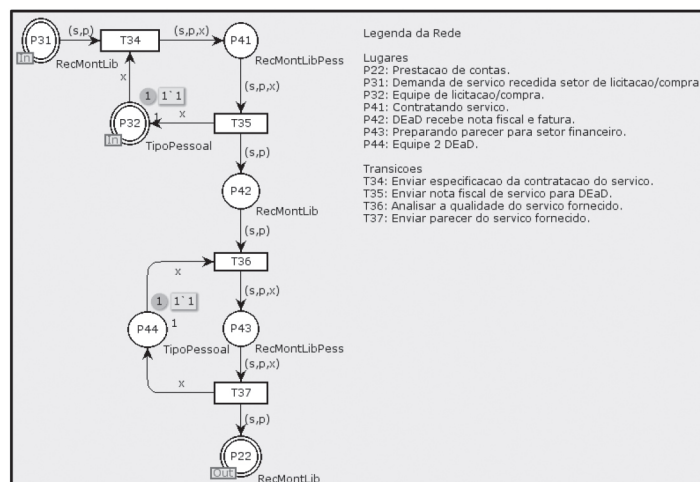 P31
(s,p)
T34
(s,p,x)
P41
In
RecMontLib
RecMontLibPess
x
(s,p,x)
1
1`1
P32
1
x
T35
In
TipoPessoal
(s,p)
P42
RecMontLib
(s,p)
x
T36
1
1`1
(s,p,x)
P44
1
P43
TipoPessoal
RecMontLibPess
(s,p,x)
x
T37
(s,p)
P22
Out
RecMontLib
Legenda da Rede
Lugares
P22: Prestacao de contas.
P31: Demanda de servico recedida setor de licitacao/compra
P32: Equipe de licitacao/compra.
P41: Contratando servico.
P42: DEaD recebe nota fiscal e fatura.
P43: Preparando parecer para setor financeiro.
P44: Equipe 2 DEaD.
Transicoes
T34: Enviar especificacao da contratacao do servico.
T35: Enviar nota fiscal de servico para DEaD.
T36: Analisar a qualidade do servico fornecido.
T37: Enviar parecer do servico fornecido.